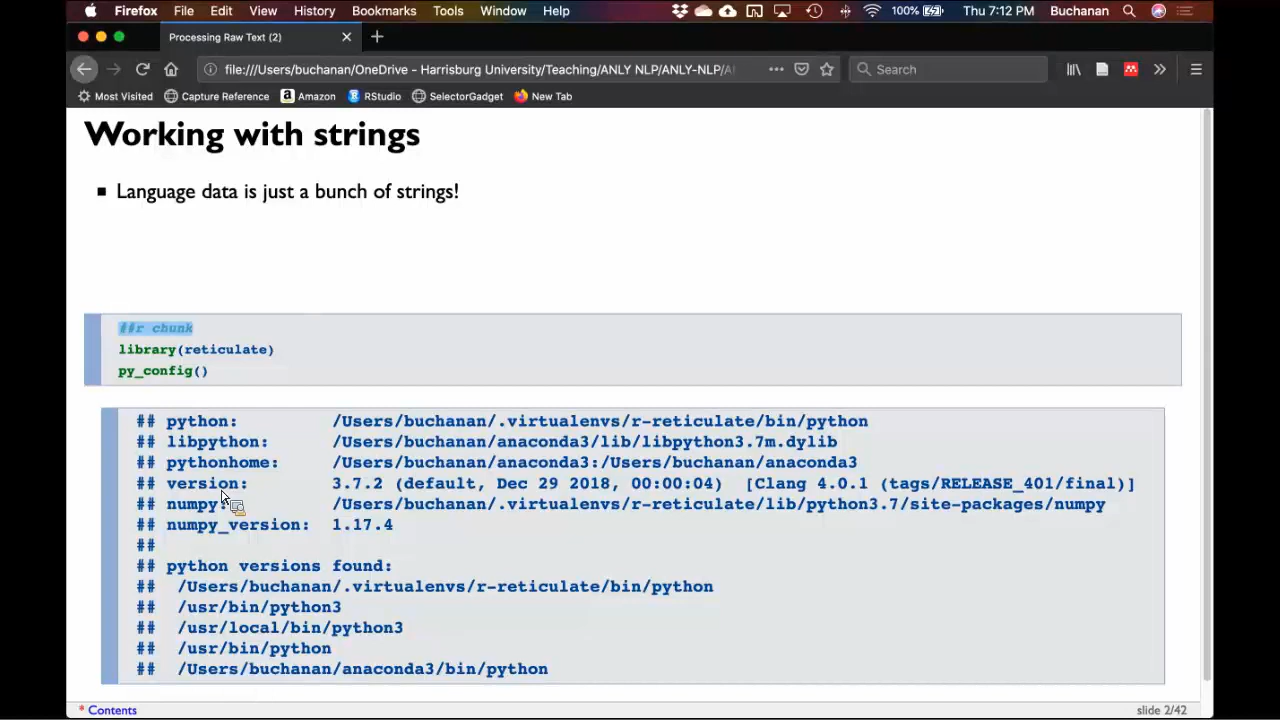 Firefox File Edit View History Bookmarks Tools Window Help 100% Thu 7:12 PM Buchanan
Processing Raw Text (2)
file:///Users/buchanan/OneDrive - Harrisburg University/Teaching/ANLY NLP/ANLY-NLP/ Search
Most Visited Capture Reference Amazon RStudio SelectorGadget New Tab
Working with strings
Language data is just a bunch of strings!
##r chunk
library(reticulate)
py_config()
## python: /Users/buchanan/.virtualenvs/r-reticulate/bin/python
## libpython: /Users/buchanan/anaconda3/lib/libpython3.7m.dylib
## pythonhome: /Users/buchanan/anaconda3:/Users/buchanan/anaconda3
## version: 3.7.2 (default, Dec 29 2018, 00:00:04) [Clang 4.0.1 (tags/RELEASE_401/final)]
## numpy: /Users/buchanan/.virtualenvs/r-reticulate/lib/python3.7/site-packages/numpy
## numpy_version: 1.17.4
##
## python versions found:
## /Users/buchanan/.virtualenvs/r-reticulate/bin/python
## /usr/bin/python3
## /usr/local/bin/python3
## /usr/bin/python
## /Users/buchanan/anaconda3/bin/python
* Contents slide 2/42